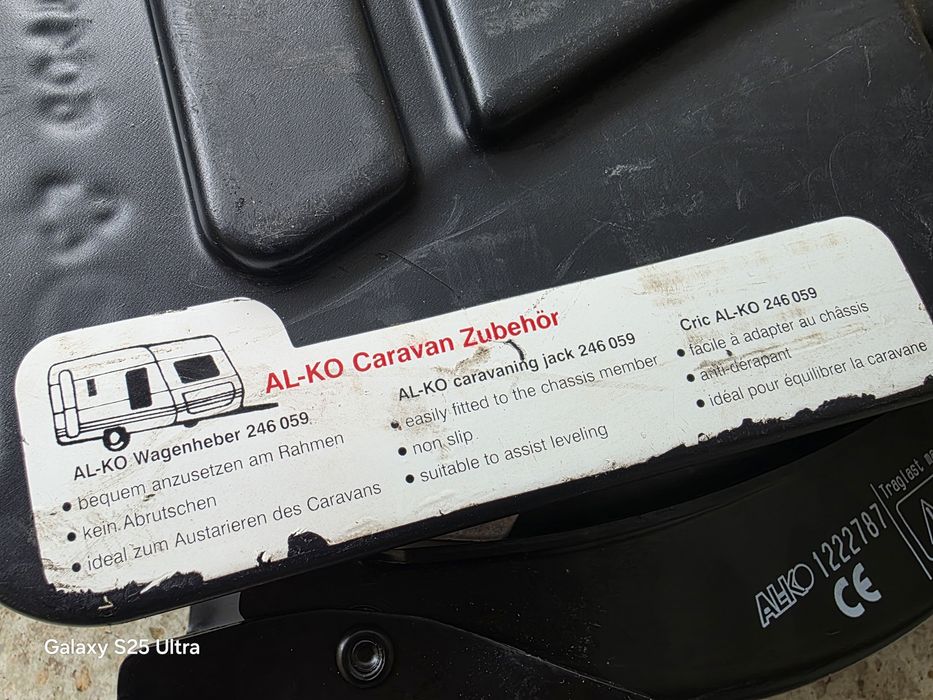 AL-KO Caravan Zubehör
AL-KO Wagenheber 246 059
• bequem anzusetzen am Rahmen
• kein Abrutschen
• ideal zum Austarieren des Caravans
AL-KO caravaning jack 246 059
• easily fitted to the chassis member
• non slip
• suitable to assist leveling
Cric AL-KO 246 059
• facile à adapter au châssis
• anti-derapant
• idéal pour équilibrer la caravane
AL-KO 1222787
CE
Traglast
Galaxy S25 Ultra